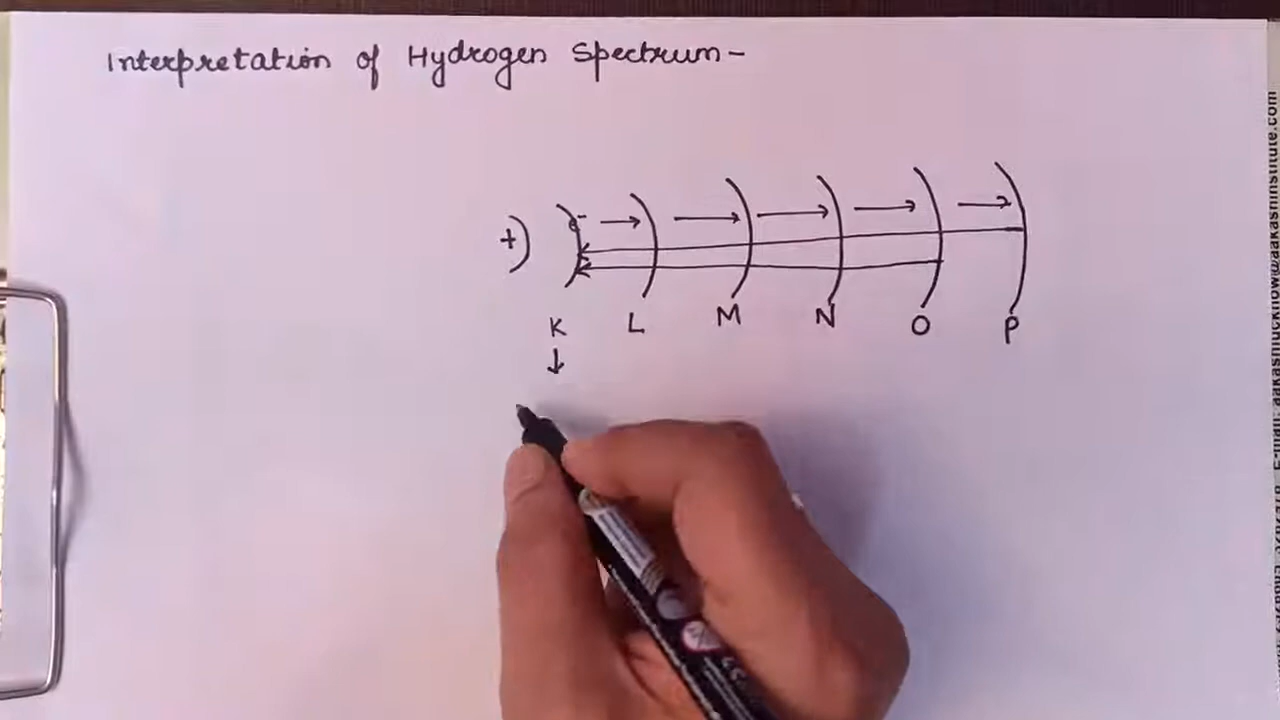 Interpretation of Hydrogen Spectrum-
+
K L M N O P